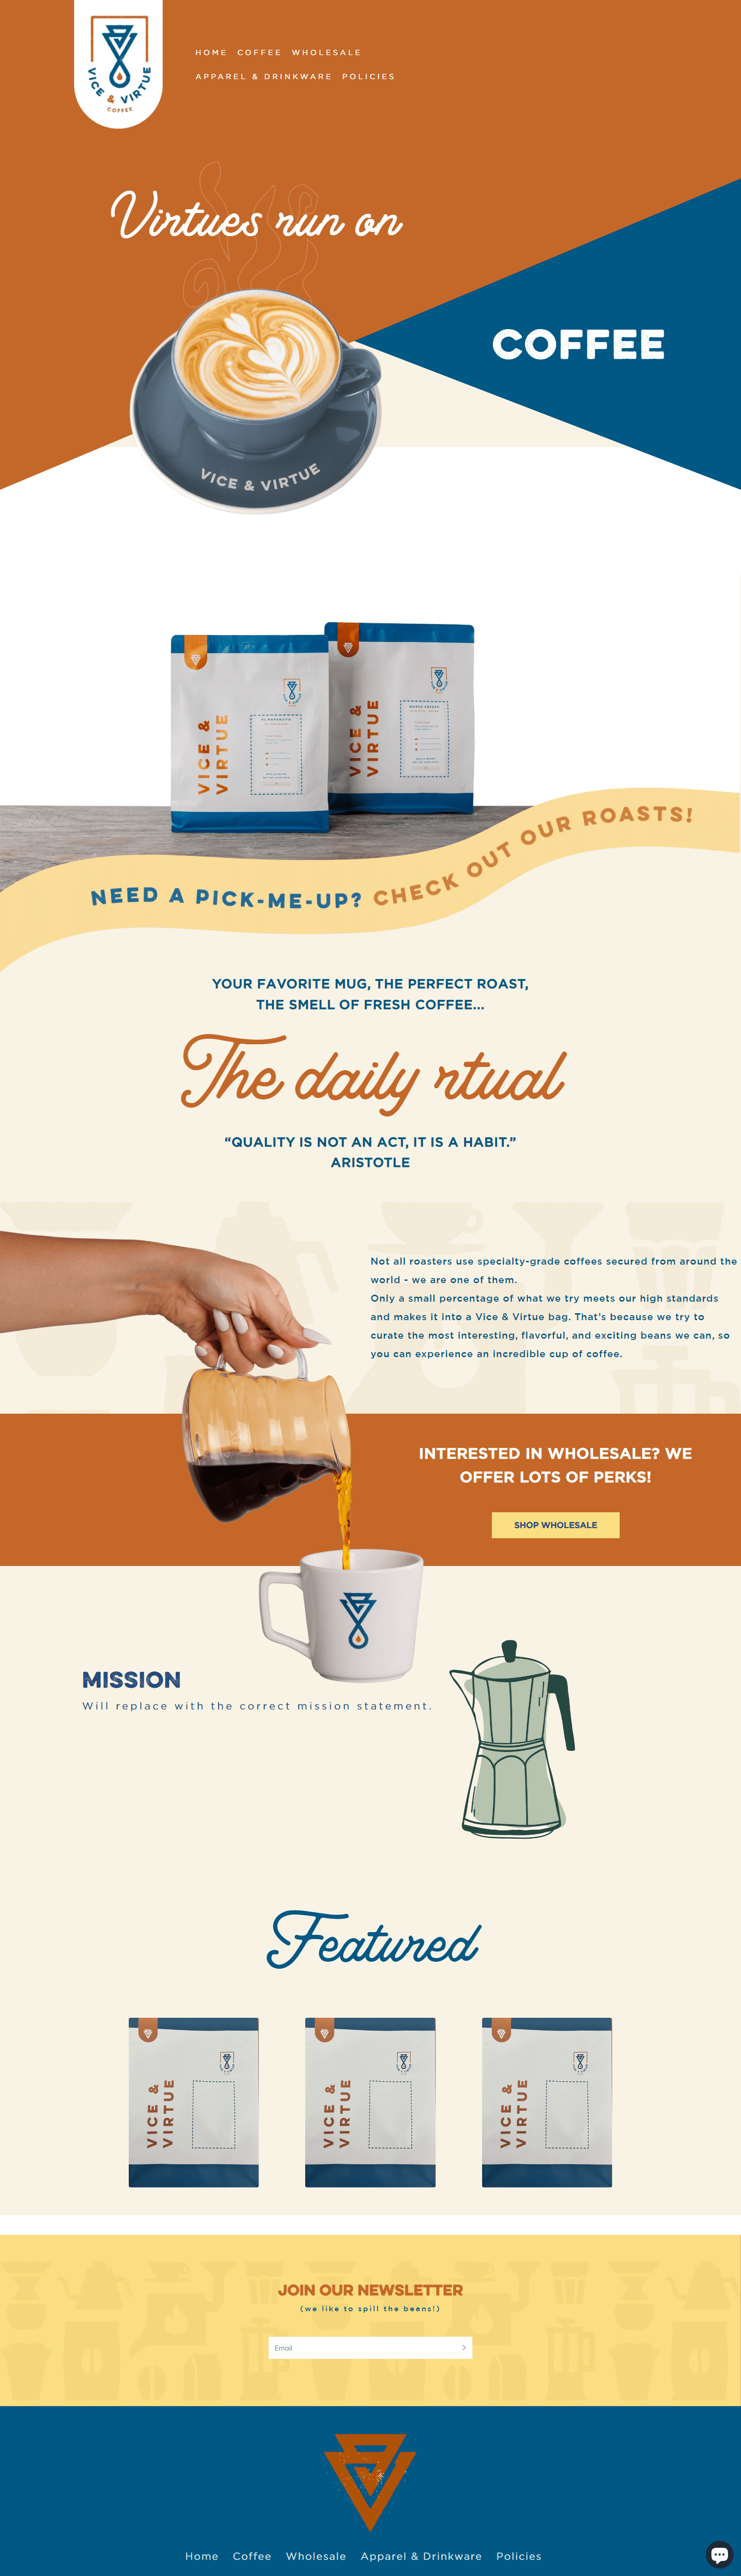 VICE & VIRTUE
COFFEE
HOME COFFEE WHOLESALE
APPAREL & DRINKWARE POLICIES
Virtues run on
COFFEE
VICE & VIRTUE
VICE &
VIRTUE
VICE &
VIRTUE
NEED A PICK-ME-UP? CHECK OUT OUR ROASTS!
YOUR FAVORITE MUG, THE PERFECT ROAST,
THE SMELL OF FRESH COFFEE...
The daily rtual
“QUALITY IS NOT AN ACT, IT IS A HABIT.”
ARISTOTLE
Not all roasters use specialty-grade coffees secured from around the
world - we are one of them.
Only a small percentage of what we try meets our high standards
and makes it into a Vice & Virtue bag. That’s because we try to
curate the most interesting, flavorful, and exciting beans we can, so
you can experience an incredible cup of coffee.
INTERESTED IN WHOLESALE? WE
OFFER LOTS OF PERKS!
SHOP WHOLESALE
MISSION
Will replace with the correct mission statement.
Featured
VICE &
VIRTUE
VICE &
VIRTUE
VICE &
VIRTUE
JOIN OUR NEWSLETTER
(we like to spill the beans!)
Email
Home Coffee Wholesale Apparel & Drinkware Policies